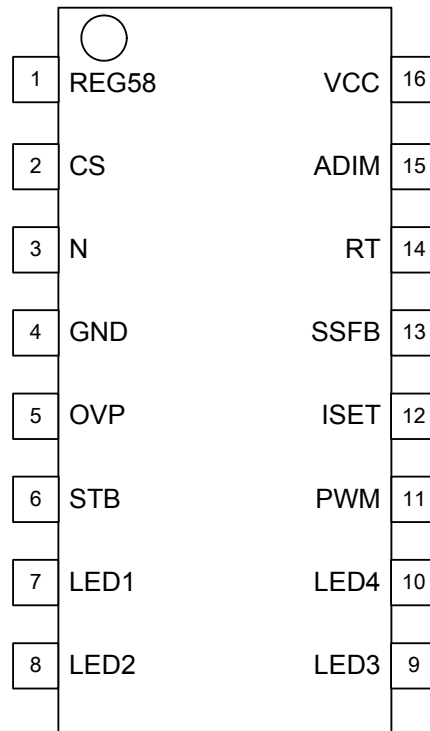 1 REG58 VCC 16
2 CS ADIM 15
3 N RT 14
4 GND SSFB 13
5 OVP ISET 12
6 STB PWM 11
7 LED1 LED4 10
8 LED2 LED3 9